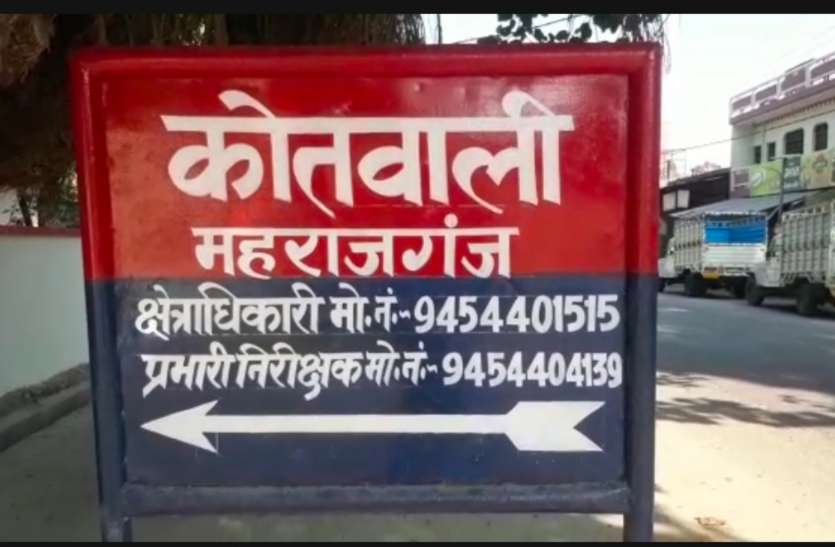 कोतवाली
महराजगंज
क्षेत्राधिकारी मो.नं:-9454401515
प्रभारी निरीक्षक मो.नं:-9454404139